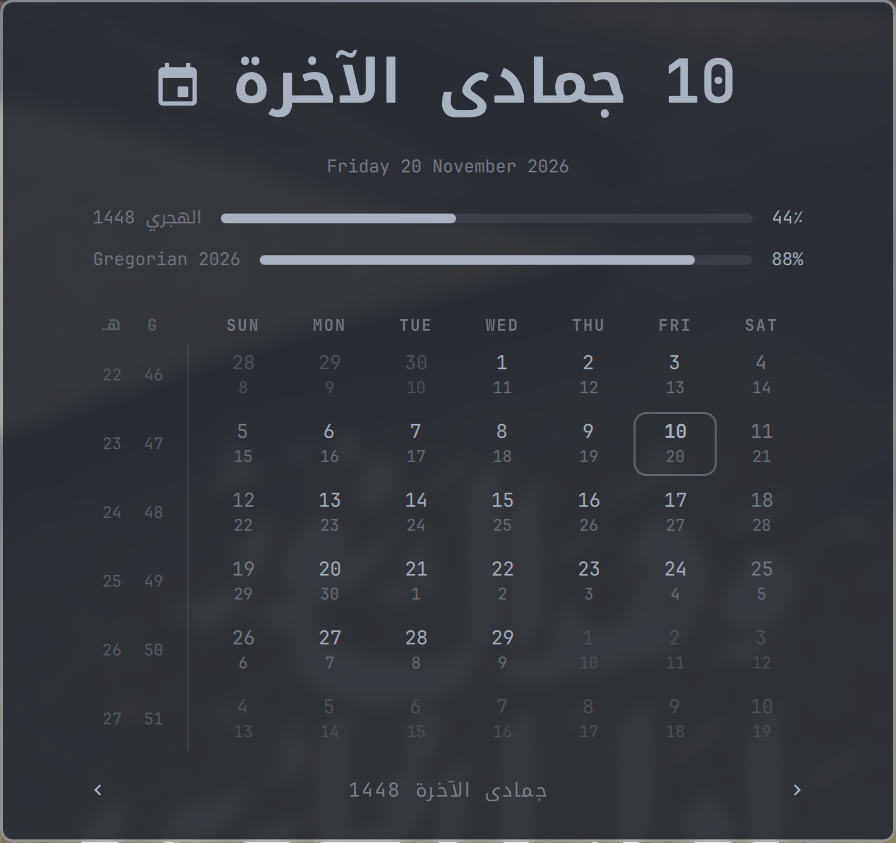 10 جمادى الآخرة
Friday 20 November 2026
الهجري 1448 44%
Gregorian 2026 88%
هـ G SUN MON TUE WED THU FRI SAT
22 46 28 29 30 1 2 3 4
8 9 10 11 12 13 14
23 47 5 6 7 8 9 10 11
15 16 17 18 19 20 21
24 48 12 13 14 15 16 17 18
22 23 24 25 26 27 28
25 49 19 20 21 22 23 24 25
29 30 1 2 3 4 5
26 50 26 27 28 29 1 2 3
6 7 8 9 10 11 12
27 51 4 5 6 7 8 9 10
13 14 15 16 17 18 19
جمادى الآخرة 1448